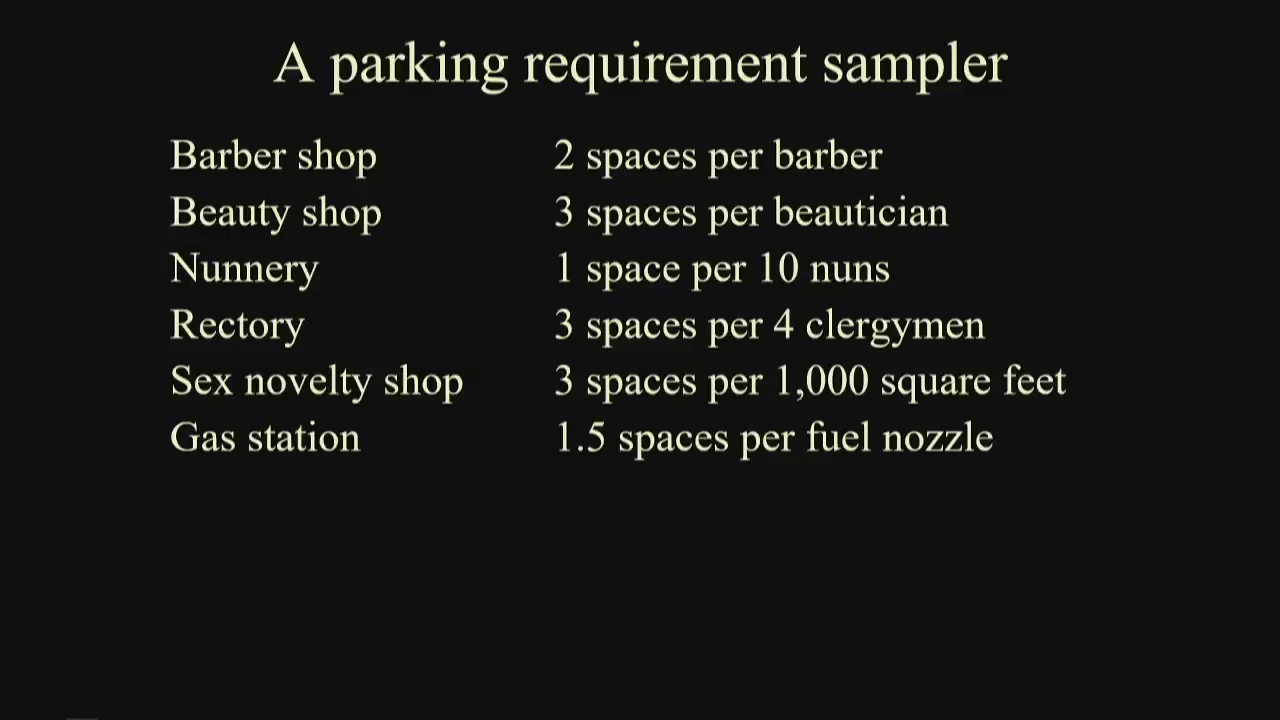 A parking requirement sampler
Barber shop 2 spaces per barber
Beauty shop 3 spaces per beautician
Nunnery 1 space per 10 nuns
Rectory 3 spaces per 4 clergymen
Sex novelty shop 3 spaces per 1,000 square feet
Gas station 1.5 spaces per fuel nozzle